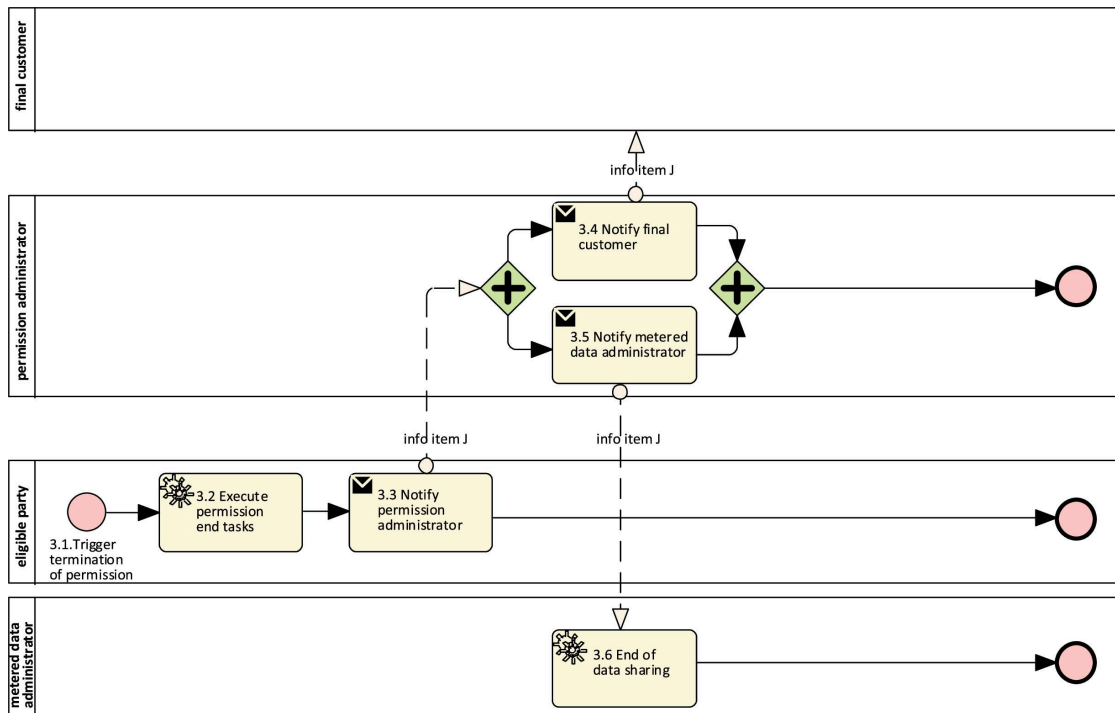 final customer
info item J
permission administrator
3.4 Notify final
customer
3.5 Notify metered
data administrator
info item J
info item J
eligible party
3.1.Trigger
termination
of permission
3.2 Execute
permission
end tasks
3.3 Notify
permission
administrator
metered data
administrator
3.6 End of
data sharing